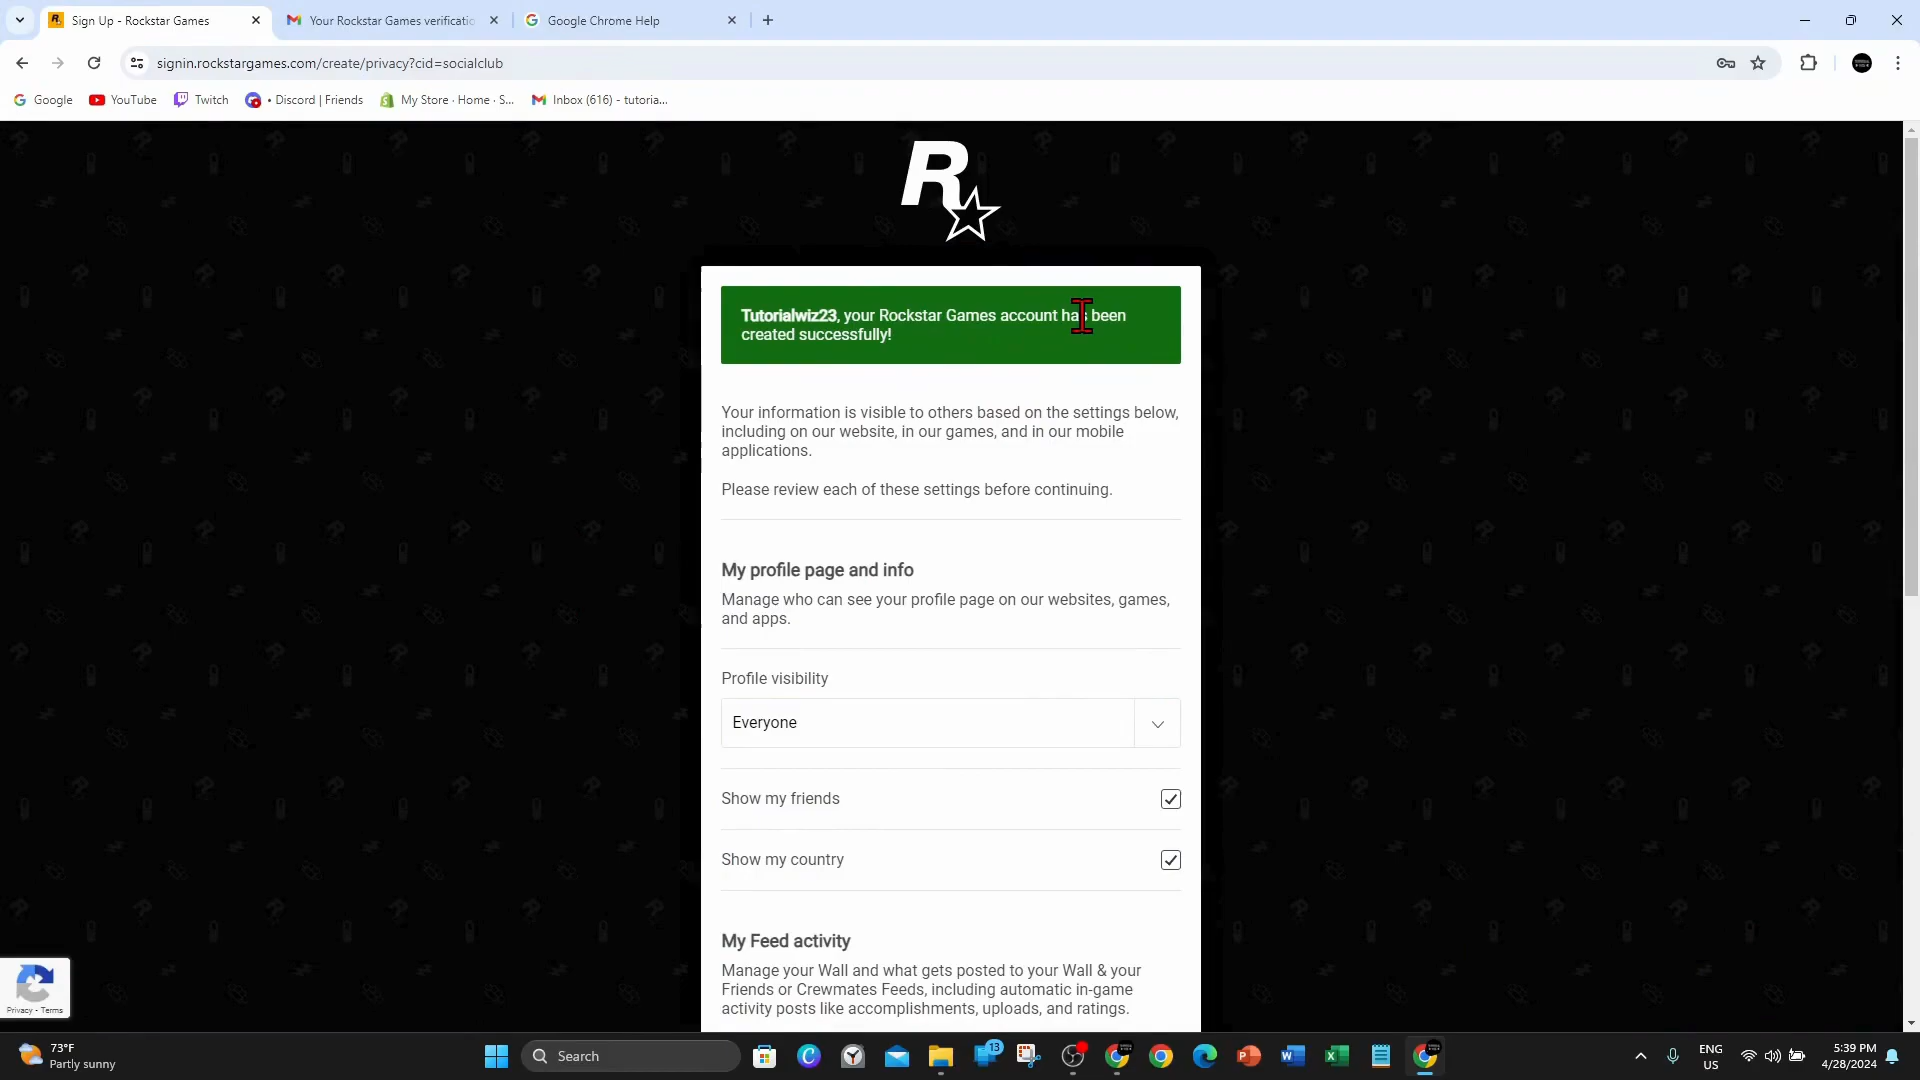 Sign Up - Rockstar Games
Your Rockstar Games verificatio
Google Chrome Help
signin.rockstargames.com/create/privacy?cid=socialclub
Google
YouTube
Twitch
• Discord | Friends
My Store · Home · S...
Inbox (616) - tutoria...
R
Tutorialwiz23, your Rockstar Games account has been
created successfully!
Your information is visible to others based on the settings below,
including on our website, in our games, and in our mobile
applications.
Please review each of these settings before continuing.
My profile page and info
Manage who can see your profile page on our websites, games,
and apps.
Profile visibility
Everyone
Show my friends
Show my country
My Feed activity
Manage your Wall and what gets posted to your Wall & your
Friends or Crewmates Feeds, including automatic in-game
activity posts like accomplishments, uploads, and ratings.
Privacy - Terms
73°F
Partly sunny
Search
13
ENG
US
5:39 PM
4/28/2024